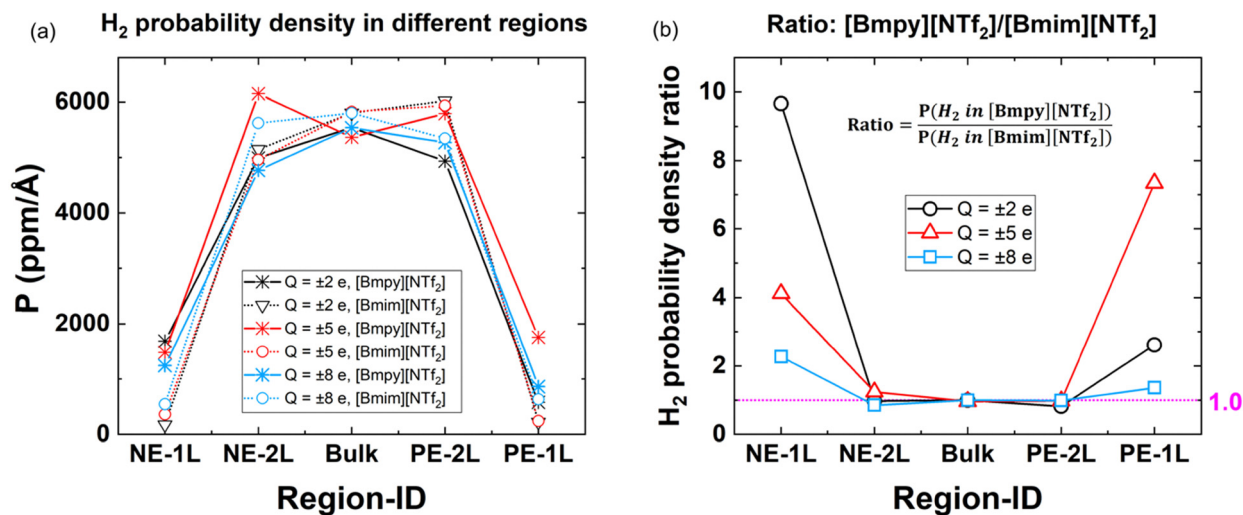 (a) H₂ probability density in different regions
P (ppm/Å)
6000
4000
2000
0
Q = ±2 e, [Bmpy][NTf₂]
Q = ±2 e, [Bmim][NTf₂]
Q = ±5 e, [Bmpy][NTf₂]
Q = ±5 e, [Bmim][NTf₂]
Q = ±8 e, [Bmpy][NTf₂]
Q = ±8 e, [Bmim][NTf₂]
NE-1L NE-2L Bulk PE-2L PE-1L
Region-ID
(b) Ratio: [Bmpy][NTf₂]/[Bmim][NTf₂]
H₂ probability density ratio
10
8
6
4
2
0
Ratio = P(H₂ in [Bmpy][NTf₂]) / P(H₂ in [Bmim][NTf₂])
Q = ±2 e
Q = ±5 e
Q = ±8 e
1.0
NE-1L NE-2L Bulk PE-2L PE-1L
Region-ID